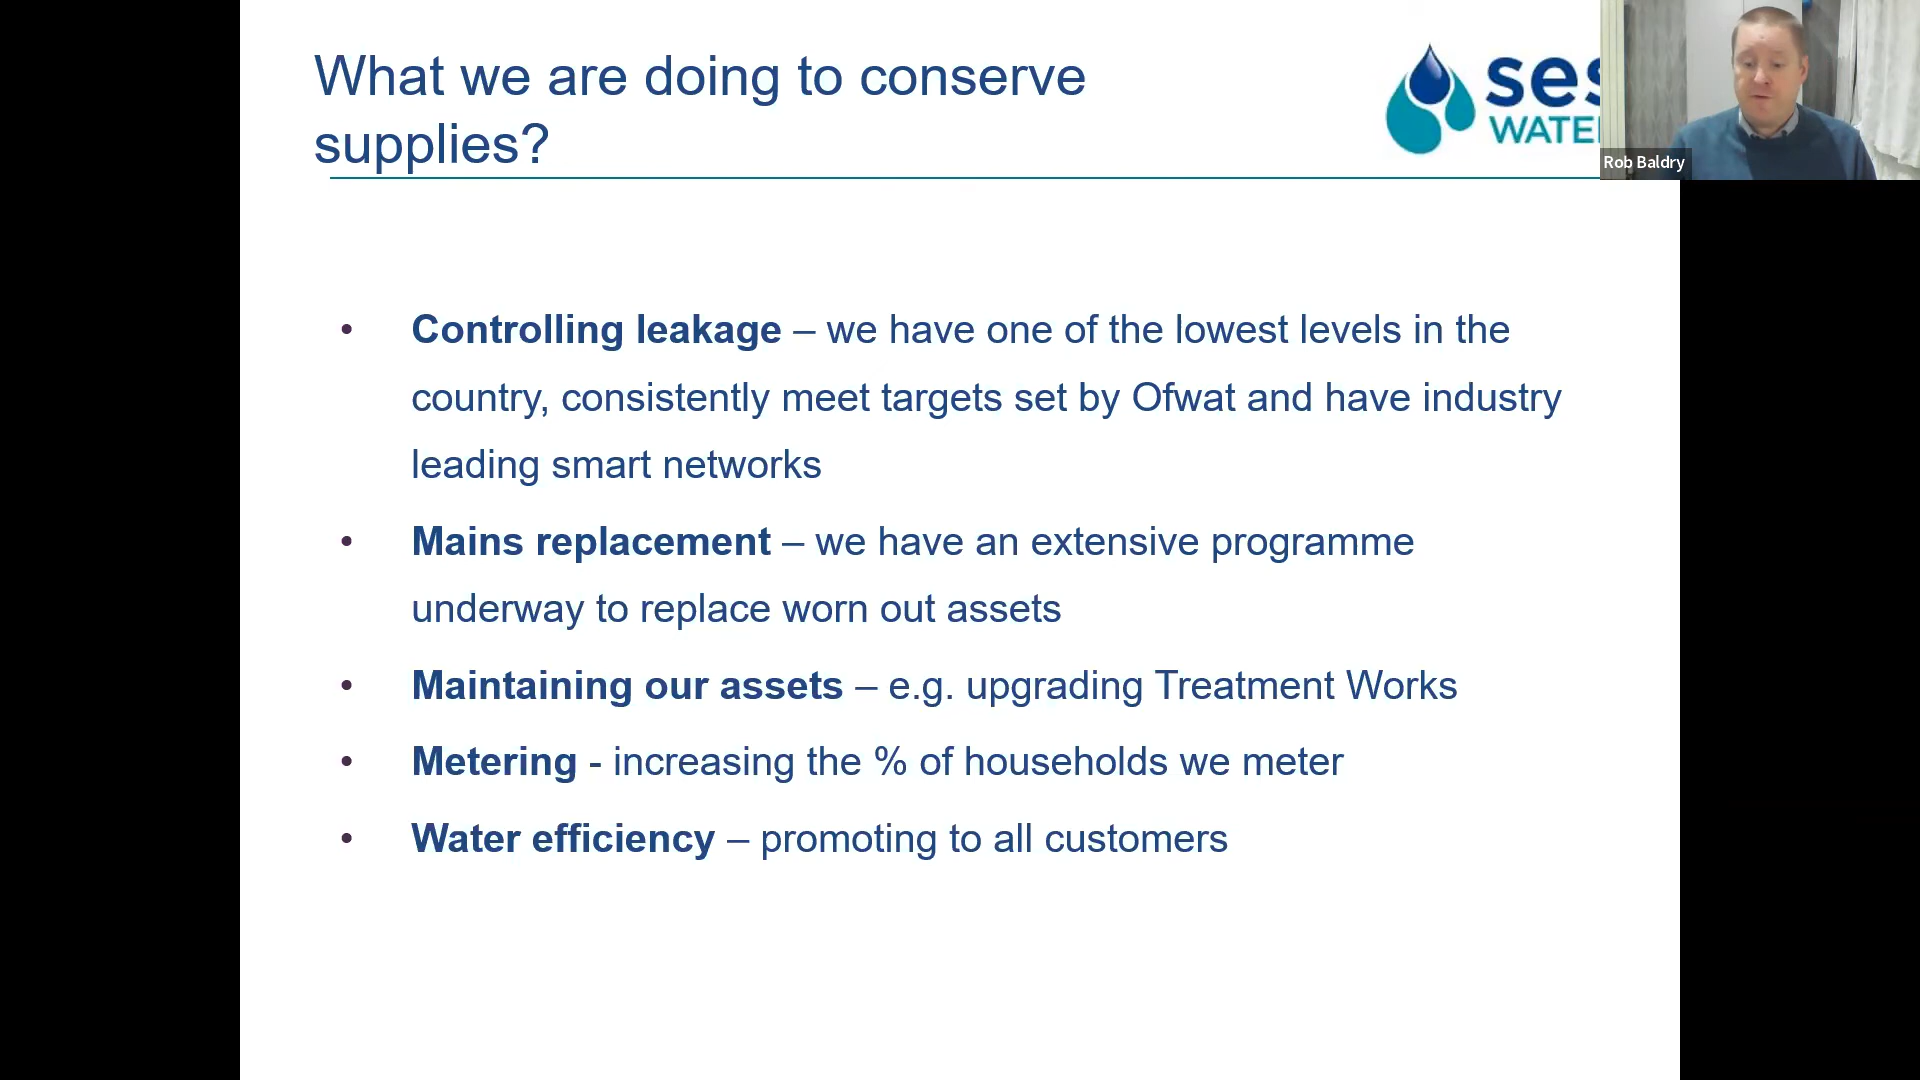 What we are doing to conserve
supplies?
ses
WATER
Rob Baldry
• Controlling leakage – we have one of the lowest levels in the
country, consistently meet targets set by Ofwat and have industry
leading smart networks
• Mains replacement – we have an extensive programme
underway to replace worn out assets
• Maintaining our assets – e.g. upgrading Treatment Works
• Metering - increasing the % of households we meter
• Water efficiency – promoting to all customers